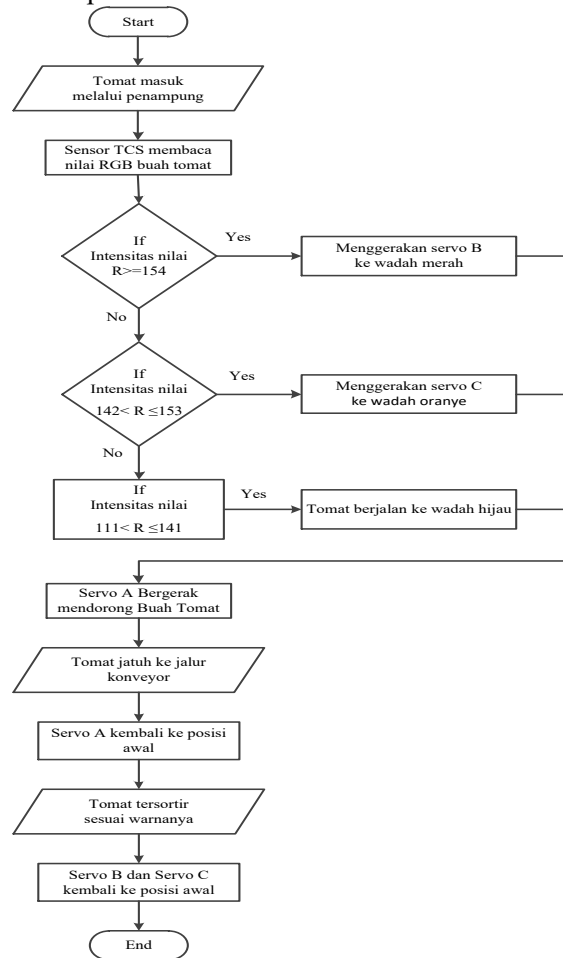 Start
Tomat masuk
melalui penampung
Sensor TCS membaca
nilai RGB buah tomat
If
Intensitas nilai
R>=154
Yes
Menggerakan servo B
ke wadah merah
No
If
Intensitas nilai
142< R ≤153
Yes
Menggerakan servo C
ke wadah oranye
No
If
Intensitas nilai
111< R ≤141
Yes
Tomat berjalan ke wadah hijau
Servo A Bergerak
mendorong Buah Tomat
Tomat jatuh ke jalur
konveyor
Servo A kembali ke posisi
awal
Tomat tersortir
sesuai warnanya
Servo B dan Servo C
kembali ke posisi awal
End